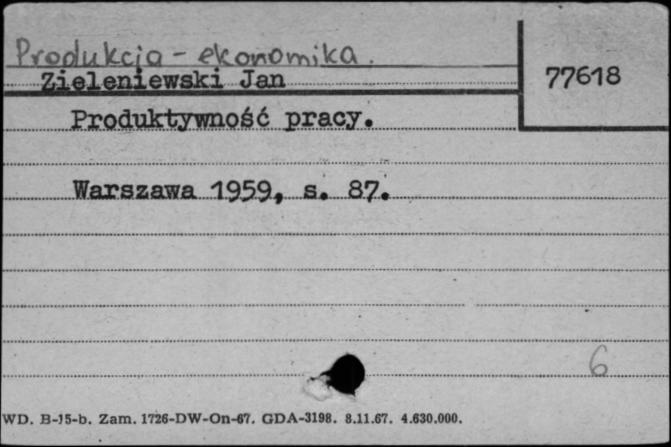 Produkcja - ekonomika.
77618
Zieleniewski Jan
Produktywność pracy.
Warszawa 1959, s. 87.
6
WD. B-15-b. Zam. 1726-DW-On-67. GDA-3198. 8.11.67. 4.630.000.